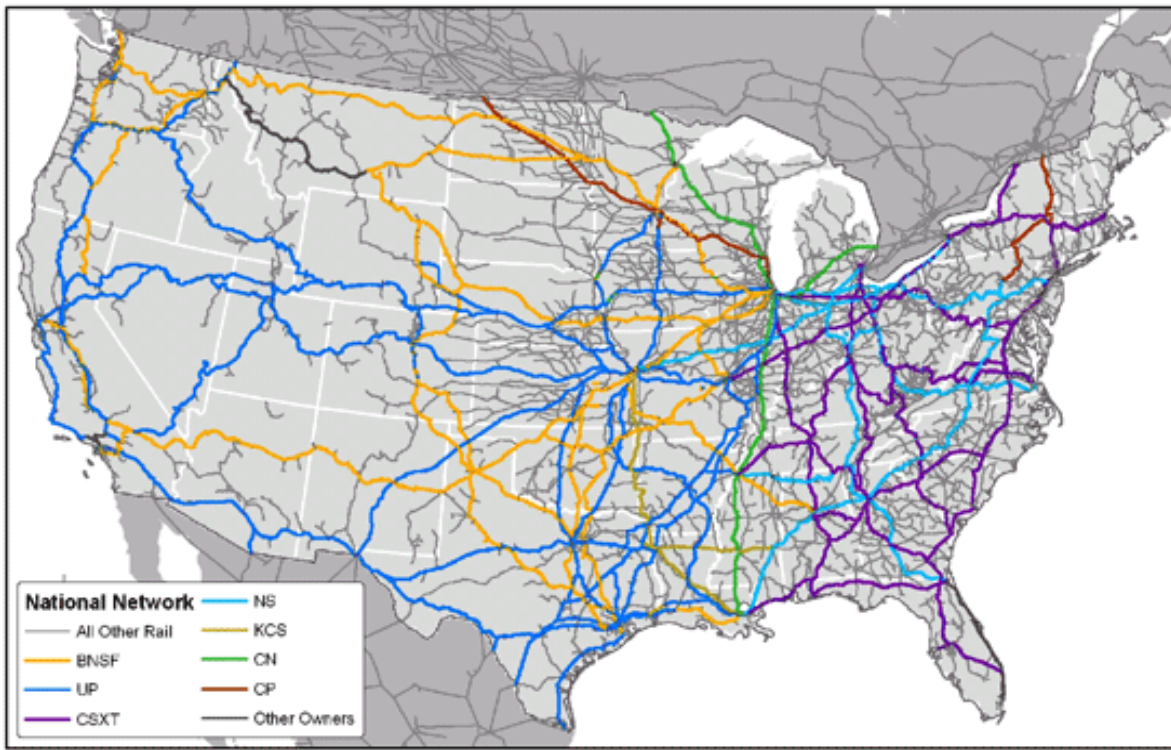 National Network
All Other Rail
BNSF
UP
CSXT
NS
KCS
CN
CP
Other Owners